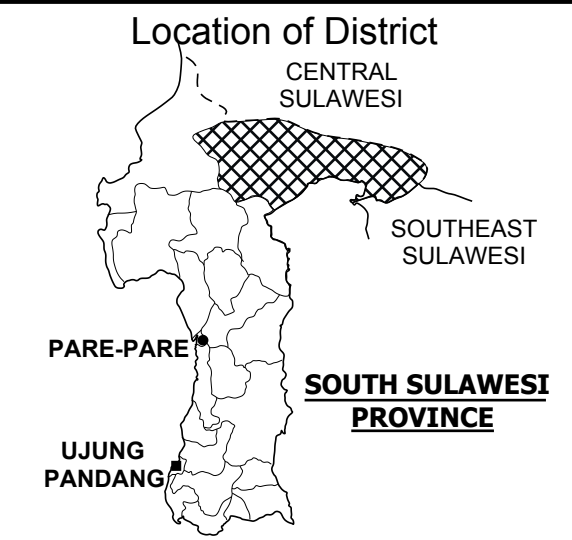 Location of District
CENTRAL
SULAWESI
SOUTHEAST
SULAWESI
PARE-PARE
SOUTH SULAWESI
PROVINCE
UJUNG
PANDANG